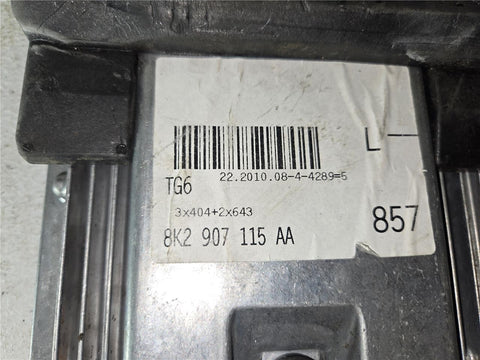 L
22.2010.08-4-4289=5
TG6
3x404+2x643
857
8K2 907 115 AA